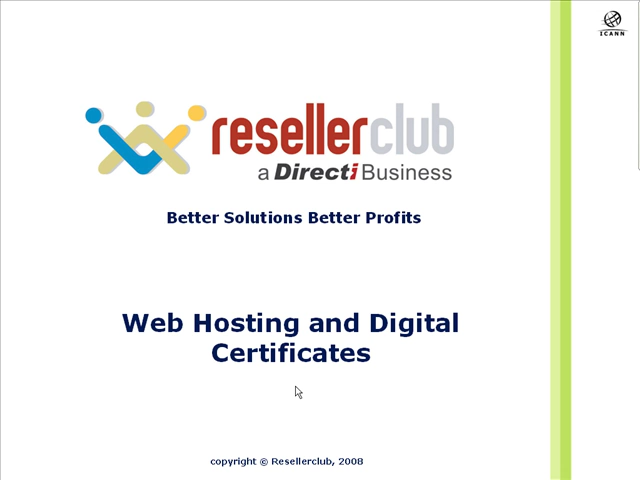 ICANN
resellerclub
a Directi Business
Better Solutions Better Profits
Web Hosting and Digital
Certificates
copyright © Resellerclub, 2008